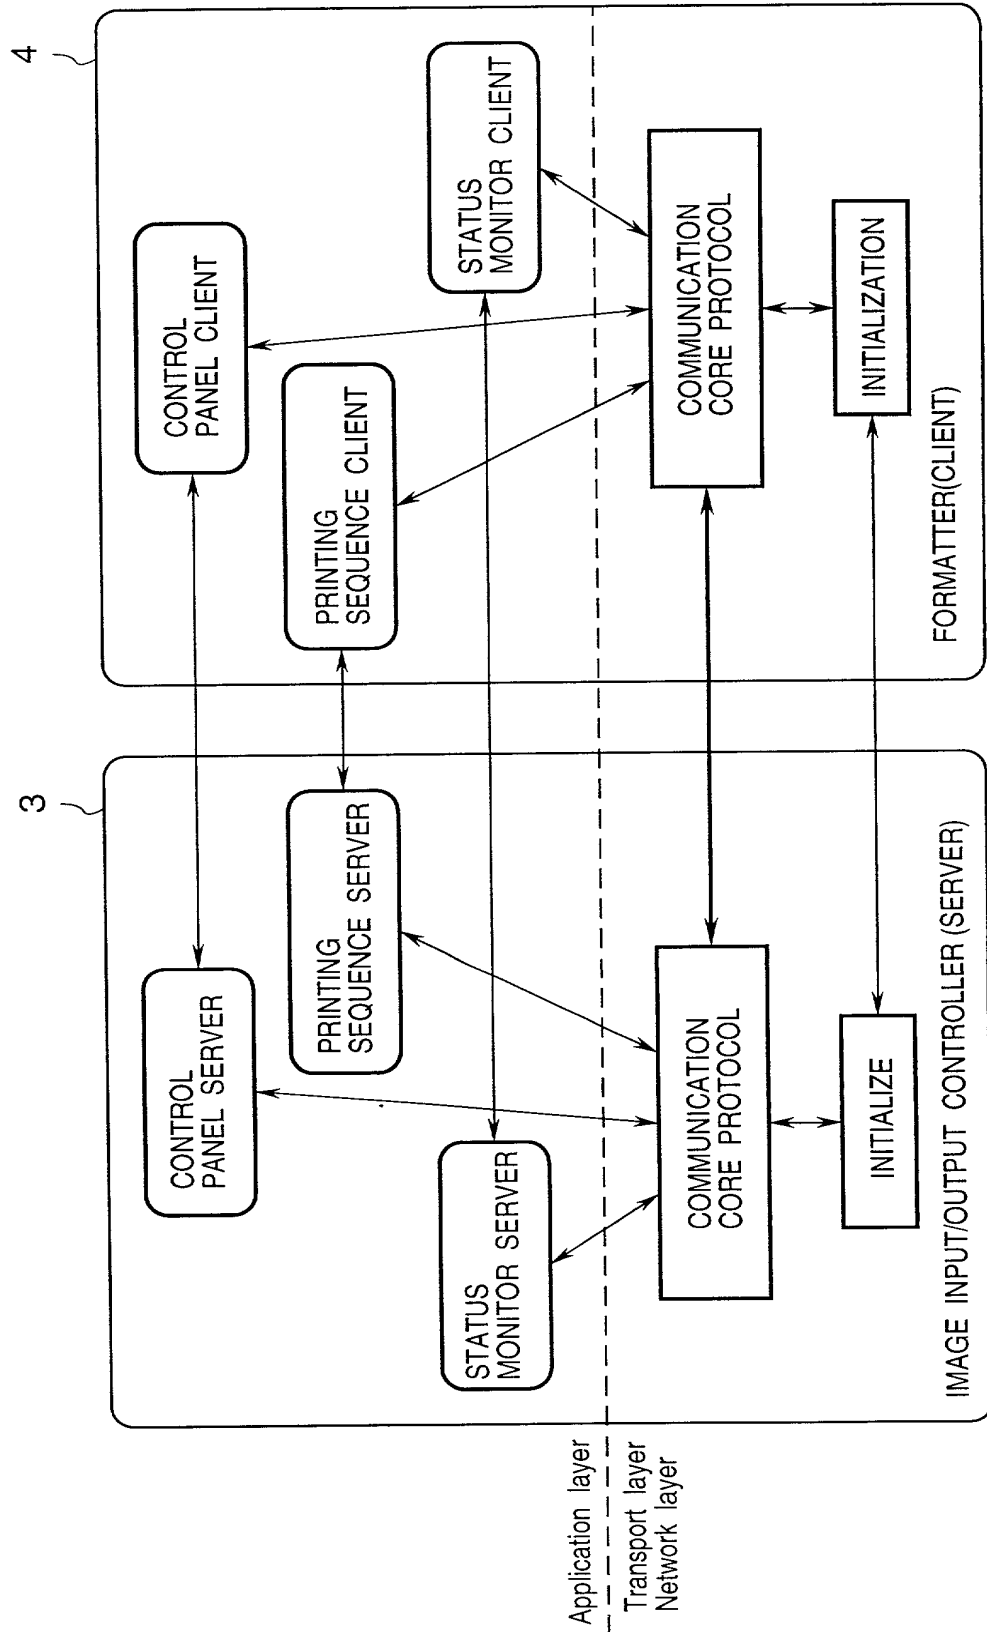 3
4
CONTROL
PANEL SERVER
CONTROL
PANEL CLIENT
PRINTING
SEQUENCE SERVER
PRINTING
SEQUENCE CLIENT
STATUS
MONITOR SERVER
STATUS
MONITOR CLIENT
Application layer
Transport layer
Network layer
COMMUNICATION
CORE PROTOCOL
COMMUNICATION
CORE PROTOCOL
INITIALIZE
INITIALIZATION
IMAGE INPUT/OUTPUT CONTROLLER (SERVER)
FORMATTER(CLIENT)